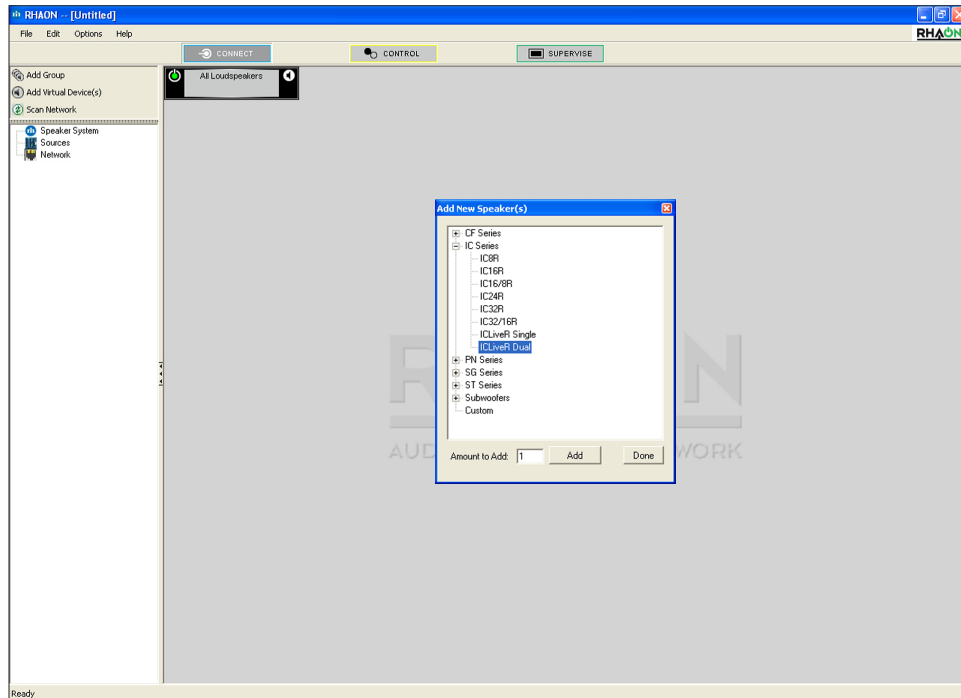 RHAON -- [Untitled]
File Edit Options Help
RHAON
CONNECT CONTROL SUPERVISE
Add Group
Add Virtual Device(s)
Scan Network
All Loudspeakers
Speaker System
Sources
Network
Add New Speaker(s)
CF Series
IC Series
IC8R
IC16R
IC16/8R
IC24R
IC32R
IC32/16R
ICLiveR Single
ICLiveR Dual
PN Series
SG Series
ST Series
Subwoofers
Custom
Amount to Add: 1 Add Done
Ready